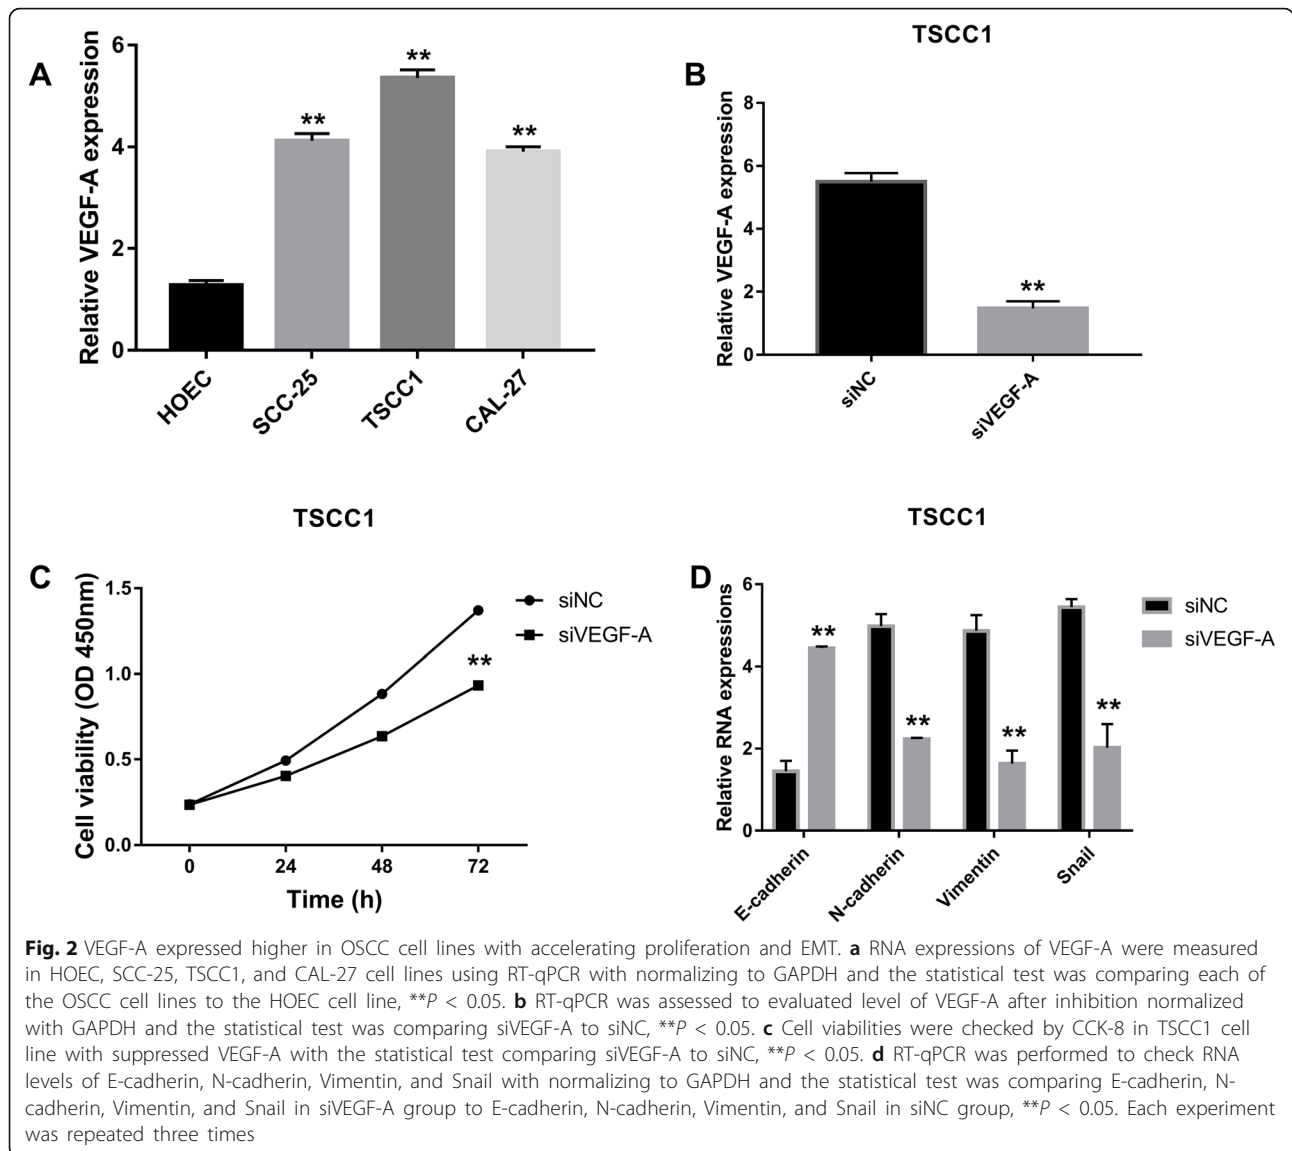 A
Relative VEGF-A expression
6
4
2
0
**
**
**
HOEC
SCC-25
TSCC1
CAL-27
TSCC1
B
Relative VEGF-A expression
8
6
4
2
0
**
siNC
siVEGF-A
TSCC1
C
Cell viability (OD 450nm)
1.5
1.0
0.5
0.0
0
24
48
72
Time (h)
**
siNC
siVEGF-A
TSCC1
D
Relative RNA expressions
6
4
2
0
**
**
**
**
E-cadherin
N-cadherin
Vimentin
Snail
siNC
siVEGF-A
Fig. 2 VEGF-A expressed higher in OSCC cell lines with accelerating proliferation and EMT. a RNA expressions of VEGF-A were measured
in HOEC, SCC-25, TSCC1, and CAL-27 cell lines using RT-qPCR with normalizing to GAPDH and the statistical test was comparing each of
the OSCC cell lines to the HOEC cell line, **P < 0.05. b RT-qPCR was assessed to evaluated level of VEGF-A after inhibition normalized
with GAPDH and the statistical test was comparing siVEGF-A to siNC, **P < 0.05. c Cell viabilities were checked by CCK-8 in TSCC1 cell
line with suppressed VEGF-A with the statistical test comparing siVEGF-A to siNC, **P < 0.05. d RT-qPCR was performed to check RNA
levels of E-cadherin, N-cadherin, Vimentin, and Snail with normalizing to GAPDH and the statistical test was comparing E-cadherin, N-
cadherin, Vimentin, and Snail in siVEGF-A group to E-cadherin, N-cadherin, Vimentin, and Snail in siNC group, **P < 0.05. Each experiment
was repeated three times